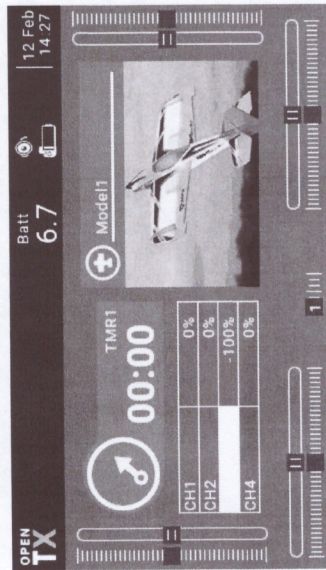 OPEN
TX
Batt
6.7
12 Feb
14:27
TMR1
00:00
Model1
CH1 0%
CH2 0%
-100%
CH4 0%
1